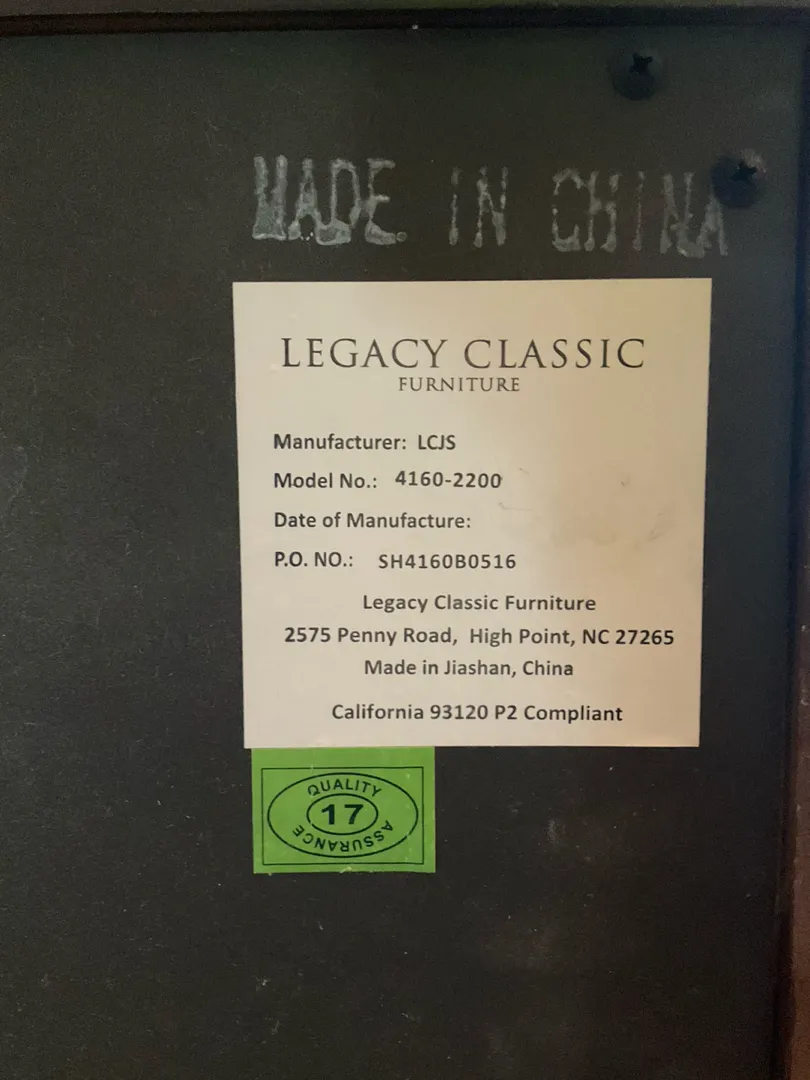 MADE IN CHINA
LEGACY CLASSIC
FURNITURE
Manufacturer: LCJS
Model No.: 4160-2200
Date of Manufacture:
P.O. NO.: SH4160B0516
Legacy Classic Furniture
2575 Penny Road, High Point, NC 27265
Made in Jiashan, China
California 93120 P2 Compliant
QUALITY
17
ASSURANCE